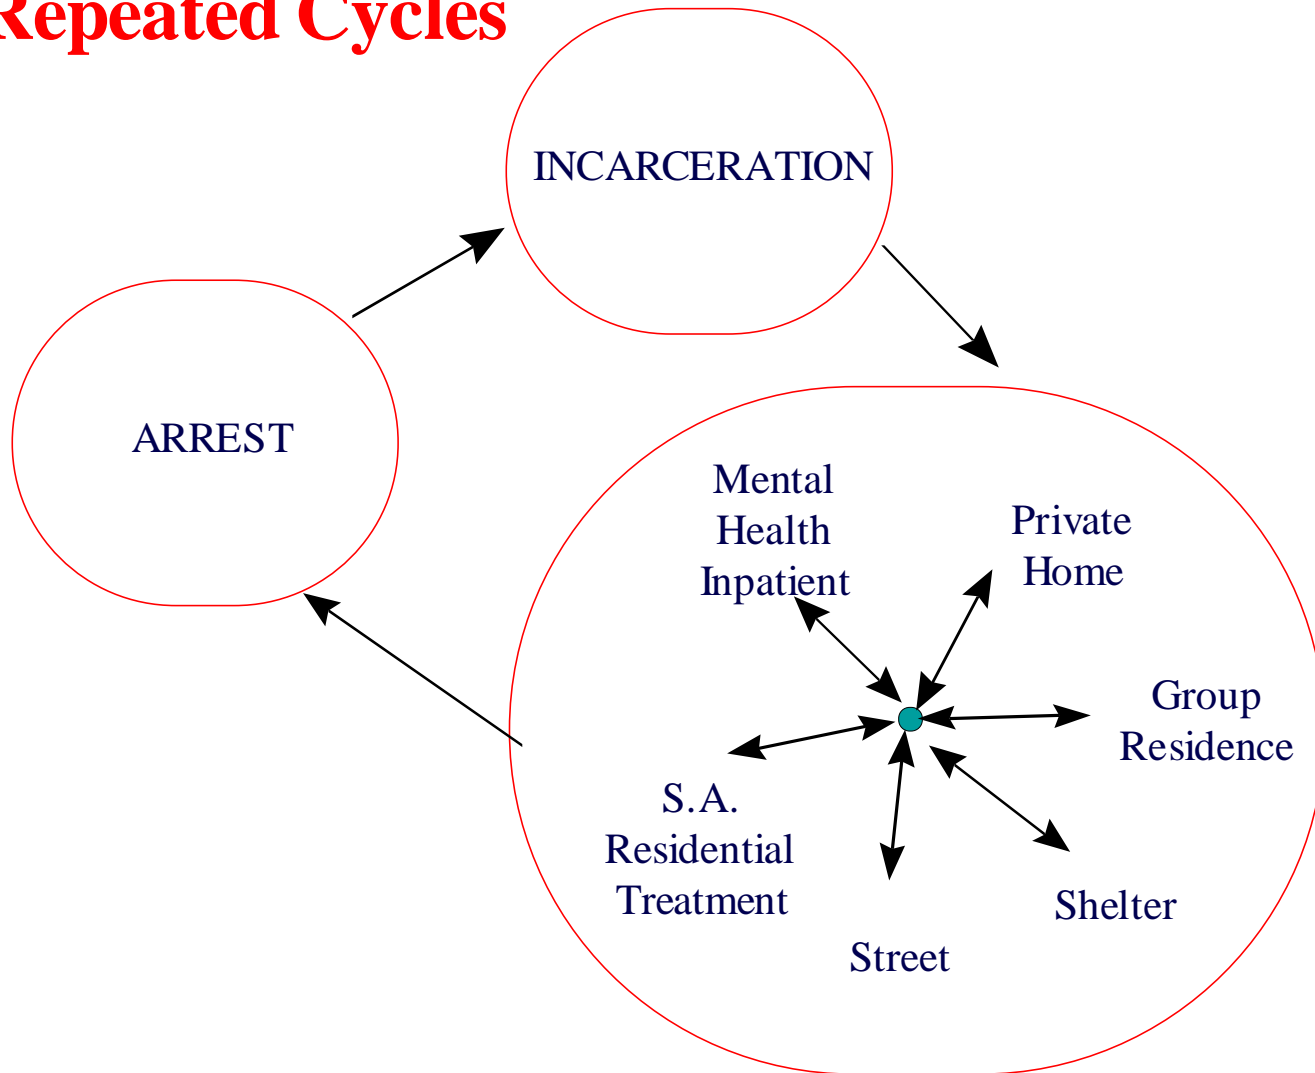 Repeated Cycles
INCARCERATION
ARREST
Mental
Health
Inpatient
Private
Home
Group
Residence
S.A.
Residential
Treatment
Shelter
Street